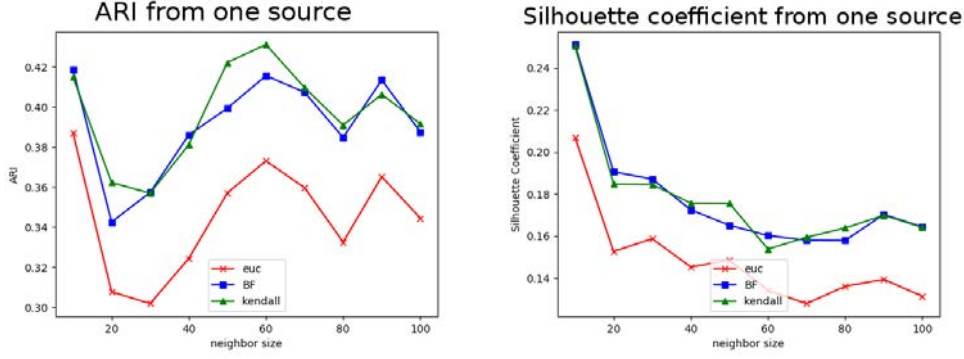 ARI from one source
0.42
0.40
0.38
0.36
0.34
0.32
0.30
ARI
20
40
60
80
100
neighbor size
euc
BF
kendall
Silhouette coefficient from one source
0.24
0.22
0.20
0.18
0.16
0.14
Silhouette Coefficient
20
40
60
80
100
neighbor size
euc
BF
kendall